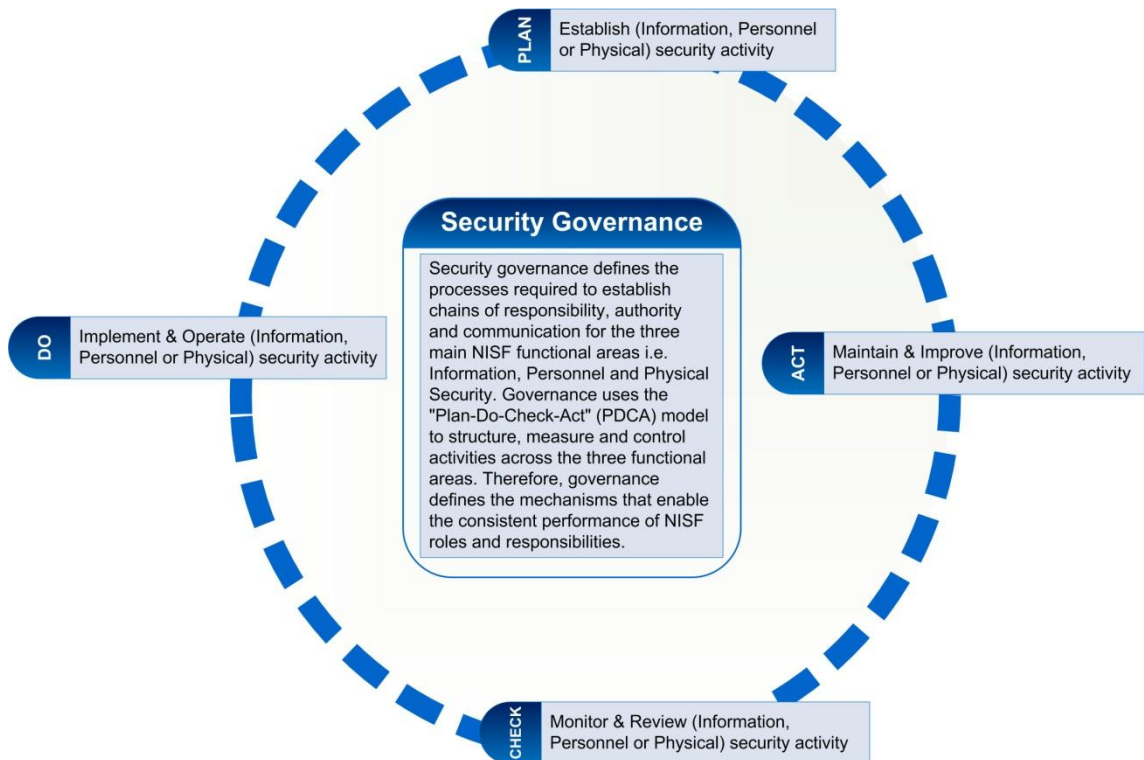 PLAN
Establish (Information, Personnel
or Physical) security activity
Security Governance
Security governance defines the
processes required to establish
chains of responsibility, authority
and communication for the three
main NISF functional areas i.e.
Information, Personnel and Physical
Security. Governance uses the
"Plan-Do-Check-Act" (PDCA) model
to structure, measure and control
activities across the three functional
areas. Therefore, governance
defines the mechanisms that enable
the consistent performance of NISF
roles and responsibilities.
DO
Implement & Operate (Information,
Personnel or Physical) security activity
ACT
Maintain & Improve (Information,
Personnel or Physical) security activity
CHECK
Monitor & Review (Information,
Personnel or Physical) security activity